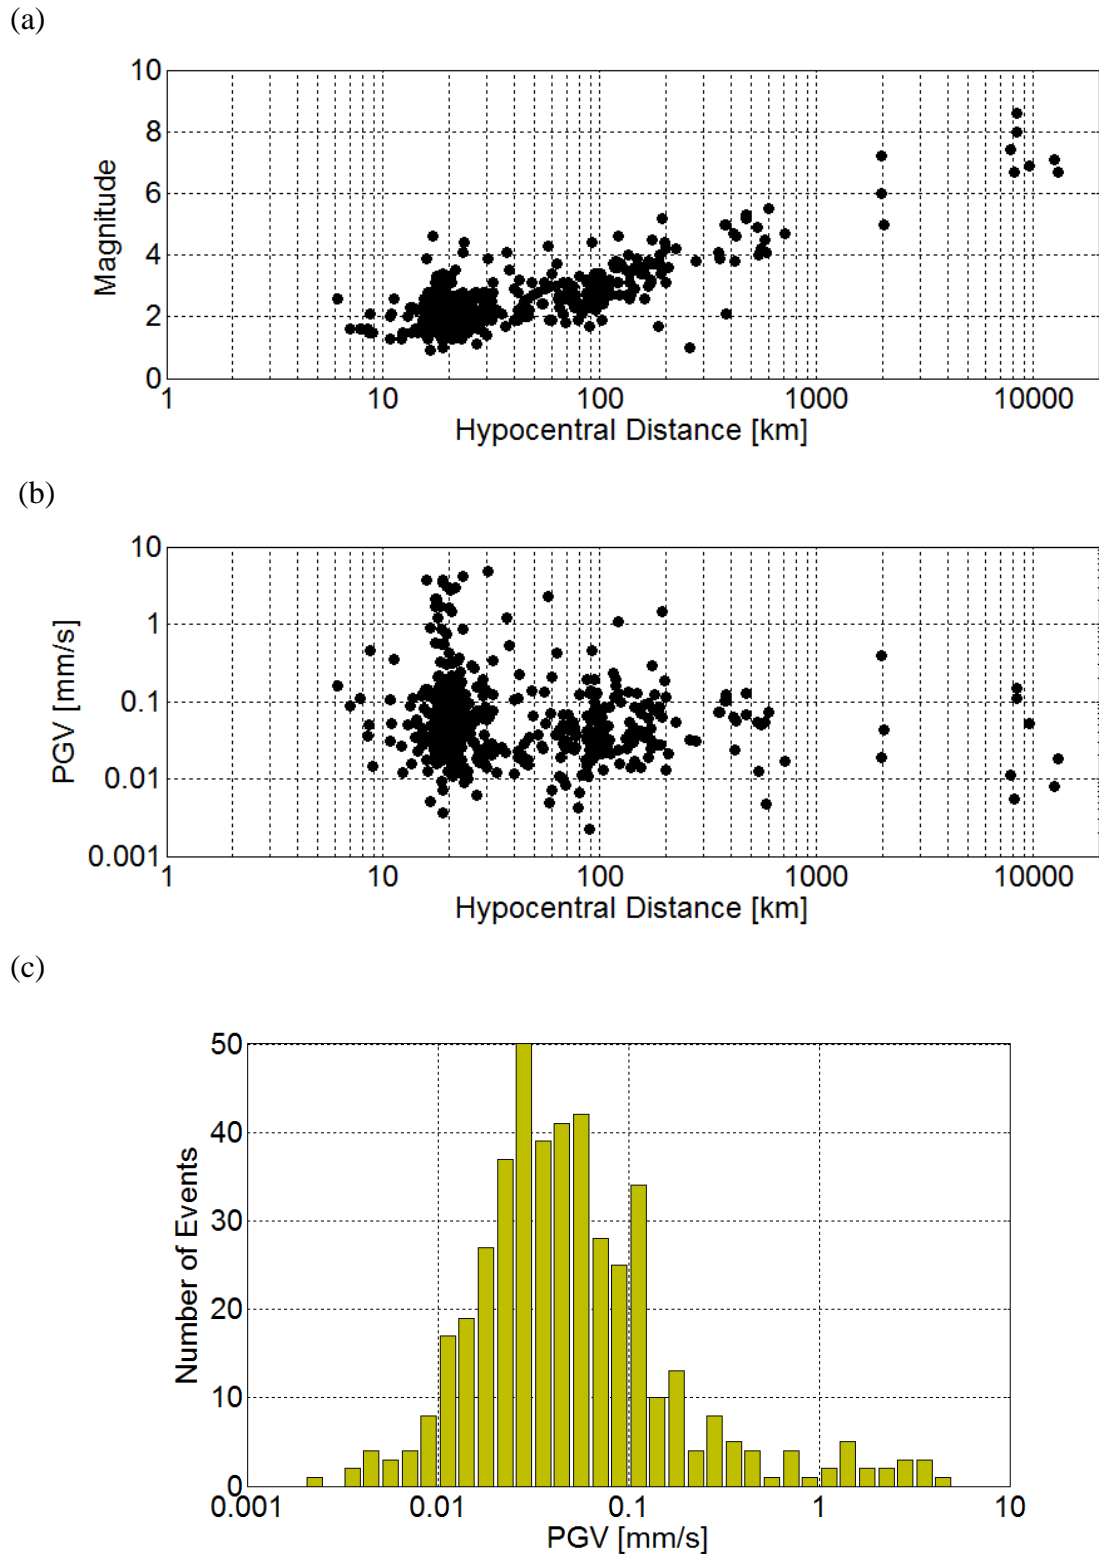 (a)
10
8
6
4
2
0
Magnitude
1 10 100 1000 10000
Hypocentral Distance [km]
(b)
10
1
0.1
0.01
0.001
PGV [mm/s]
1 10 100 1000 10000
Hypocentral Distance [km]
(c)
50
40
30
20
10
0
Number of Events
0.001 0.01 0.1 1 10
PGV [mm/s]